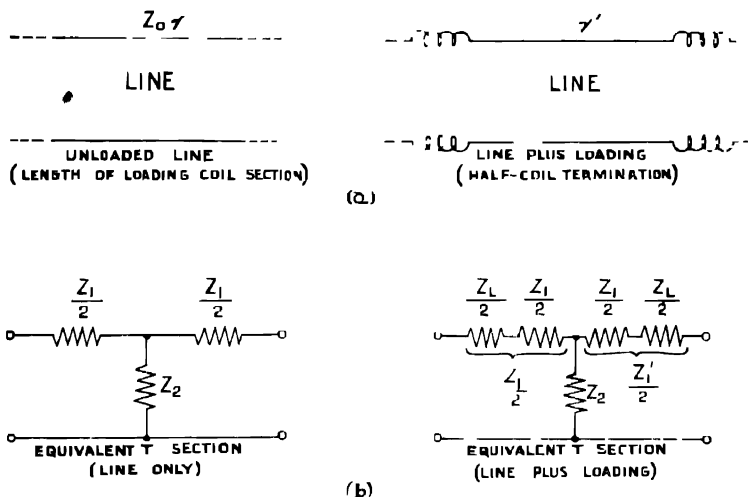 Z₀ γ
LINE
UNLOADED LINE
(LENGTH OF LOADING COIL SECTION)
γ'
LINE
LINE PLUS LOADING
(HALF-COIL TERMINATION)
(a)
Z₁/2 Z₁/2
Z₂
EQUIVALENT T SECTION
(LINE ONLY)
Z_L/2 Z₁/2 Z₁/2 Z_L/2
Z₁/2 Z₁'/2
Z₂
EQUIVALENT T SECTION
(LINE PLUS LOADING)
(b)